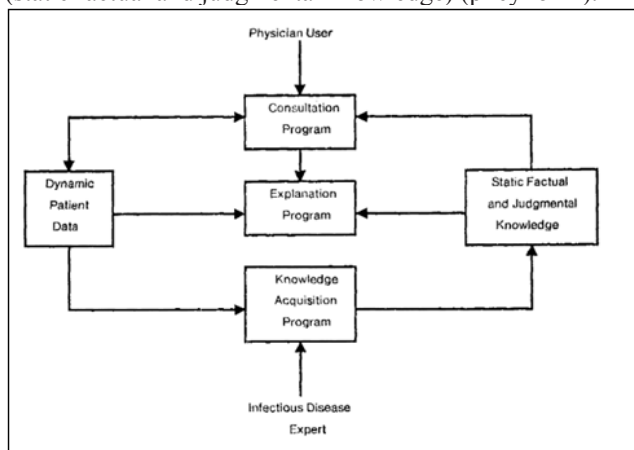 Physician User
Consultation
Program
Dynamic
Patient
Data
Explanation
Program
Static Factual
and Judgmental
Knowledge
Knowledge
Acquisition
Program
Infectious Disease
Expert